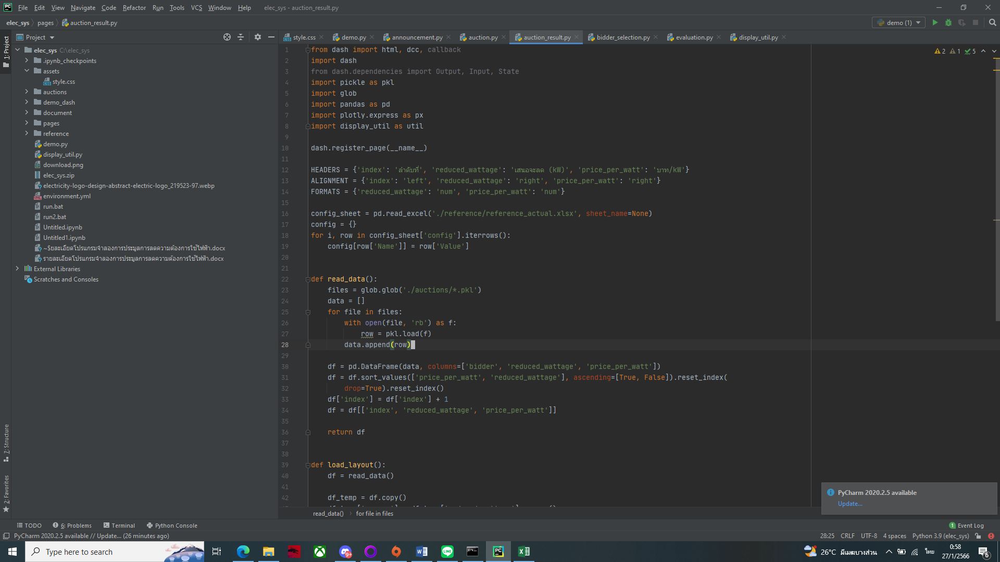 File Edit View Navigate Code Refactor Run Tools VCS Window Help elec_sys - auction_result.py
elec_sys pages auction_result.py demo (1)
Project
style.css demo.py announcement.py auction.py auction_result.py bidder_selection.py evaluation.py display_util.py
1: Project
elec_sys C:\elec_sys
.ipynb_checkpoints
assets
style.css
auctions
demo_dash
document
pages
reference
demo.py
display_util.py
download.png
elec_sys.zip
electricity-logo-design-abstract-electric-logo_219523-97.webp
environment.yml
run.bat
run2.bat
Untitled.ipynb
Untitled1.ipynb
~$ยละเอียดโปรแกรมจำลองการประมูลการลดความต้องการใช้ไฟฟ้า.docx
รายละเอียดโปรแกรมจำลองการประมูลการลดความต้องการใช้ไฟฟ้า.docx
External Libraries
Scratches and Consoles
7: Structure
2: Favorites
2 1 5
1 from dash import html, dcc, callback
2 import dash
3 from dash.dependencies import Output, Input, State
4 import pickle as pkl
5 import glob
6 import pandas as pd
7 import plotly.express as px
8 import display_util as util
9
10 dash.register_page(__name__)
11
12 HEADERS = {'index': 'ลำดับที่', 'reduced_wattage': 'เสนอจะลด (kW)', 'price_per_watt': 'บาท/kW'}
13 ALIGNMENT = {'index': 'left', 'reduced_wattage': 'right', 'price_per_watt': 'right'}
14 FORMATS = {'reduced_wattage': 'num', 'price_per_watt': 'num'}
15
16 config_sheet = pd.read_excel('./reference/reference_actual.xlsx', sheet_name=None)
17 config = {}
18 for i, row in config_sheet['config'].iterrows():
19 config[row['Name']] = row['Value']
20
21
22 def read_data():
23 files = glob.glob('./auctions/*.pkl')
24 data = []
25 for file in files:
26 with open(file, 'rb') as f:
27 row = pkl.load(f)
28 data.append(row)
29
30 df = pd.DataFrame(data, columns=['bidder', 'reduced_wattage', 'price_per_watt'])
31 df = df.sort_values(['price_per_watt', 'reduced_wattage'], ascending=[True, False]).reset_index(
32 drop=True).reset_index()
33 df['index'] = df['index'] + 1
34 df = df[['index', 'reduced_wattage', 'price_per_watt']]
35
36 return df
37
38
39 def load_layout():
40 df = read_data()
41
42 df_temp = df.copy()
read_data() for file in files
PyCharm 2020.2.5 available
Update...
TODO 6: Problems Terminal Python Console 1 Event Log
PyCharm 2020.2.5 available // Update... (26 minutes ago) 28:25 CRLF UTF-8 4 spaces Python 3.9 (elec_sys)
Type here to search
9+
26°C มีเมฆบางส่วน ไทย
0:58
27/1/2566
6